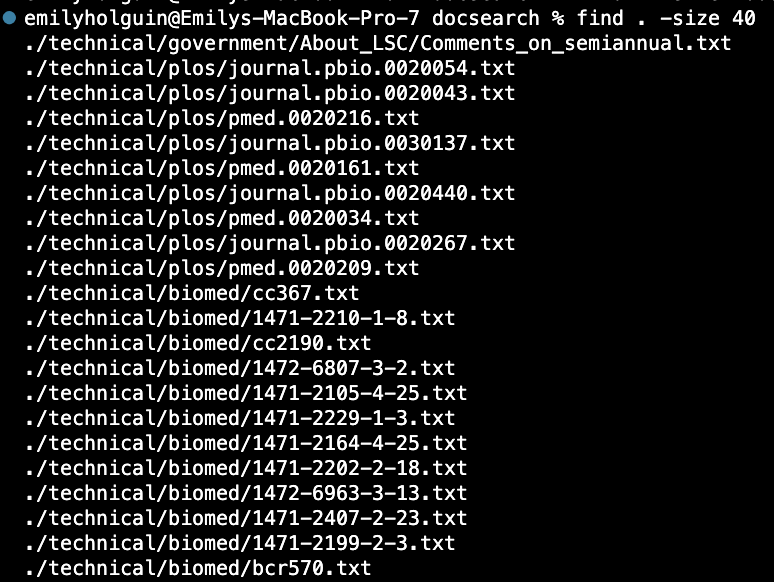 emilyholguin@Emilys-MacBook-Pro-7 docsearch % find . -size 40
./technical/government/About_LSC/Comments_on_semiannual.txt
./technical/plos/journal.pbio.0020054.txt
./technical/plos/journal.pbio.0020043.txt
./technical/plos/pmed.0020216.txt
./technical/plos/journal.pbio.0030137.txt
./technical/plos/pmed.0020161.txt
./technical/plos/journal.pbio.0020440.txt
./technical/plos/pmed.0020034.txt
./technical/plos/journal.pbio.0020267.txt
./technical/plos/pmed.0020209.txt
./technical/biomed/cc367.txt
./technical/biomed/1471-2210-1-8.txt
./technical/biomed/cc2190.txt
./technical/biomed/1472-6807-3-2.txt
./technical/biomed/1471-2105-4-25.txt
./technical/biomed/1471-2229-1-3.txt
./technical/biomed/1471-2164-4-25.txt
./technical/biomed/1471-2202-2-18.txt
./technical/biomed/1472-6963-3-13.txt
./technical/biomed/1471-2407-2-23.txt
./technical/biomed/1471-2199-2-3.txt
./technical/biomed/bcr570.txt